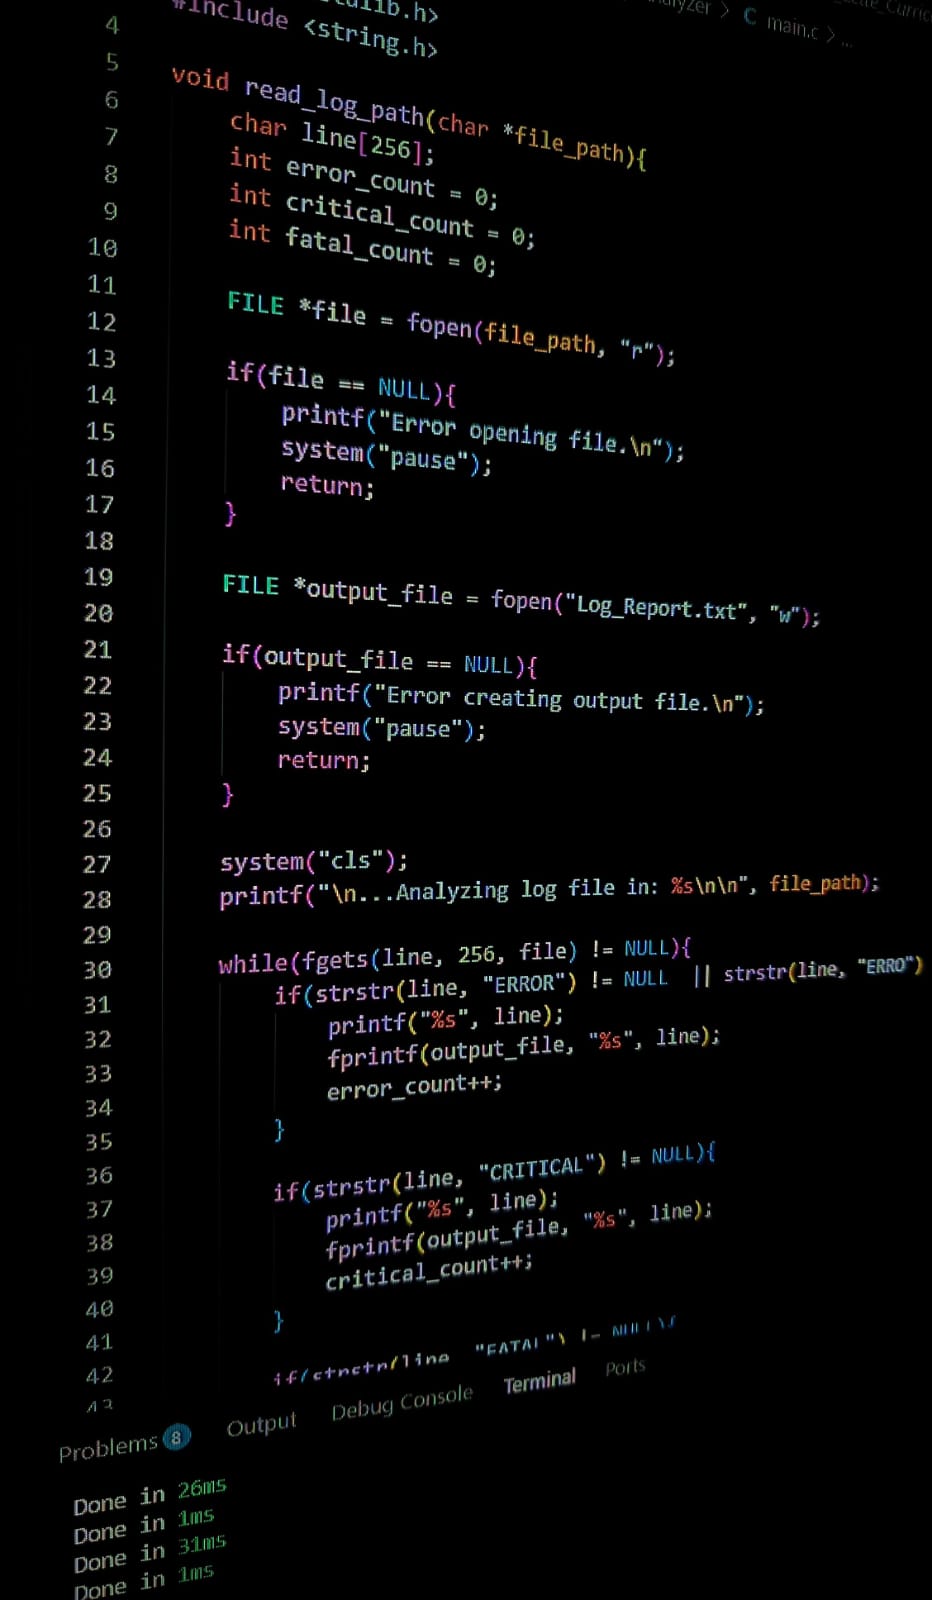 main.c > ...
4 #include <string.h>
5
6 void read_log_path(char *file_path){
7 char line[256];
8 int error_count = 0;
9 int critical_count = 0;
10 int fatal_count = 0;
11
12 FILE *file = fopen(file_path, "r");
13
14 if(file == NULL){
15 printf("Error opening file.\n");
16 system("pause");
17 return;
18 }
19
20 FILE *output_file = fopen("Log_Report.txt", "w");
21
22 if(output_file == NULL){
23 printf("Error creating output file.\n");
24 system("pause");
25 return;
26 }
27
28 system("cls");
29 printf("\n...Analyzing log file in: %s\n\n", file_path);
30
31 while(fgets(line, 256, file) != NULL){
32 if(strstr(line, "ERROR") != NULL || strstr(line, "ERRO")
33 printf("%s", line);
34 fprintf(output_file, "%s", line);
35 error_count++;
36 }
37
38 if(strstr(line, "CRITICAL") != NULL){
39 printf("%s", line);
40 fprintf(output_file, "%s", line);
41 critical_count++;
42 }
43
if(strstr(line, "FATAL") != NULL){
Problems 8 Output Debug Console Terminal Ports
Done in 26ms
Done in 1ms
Done in 31ms
Done in 1ms